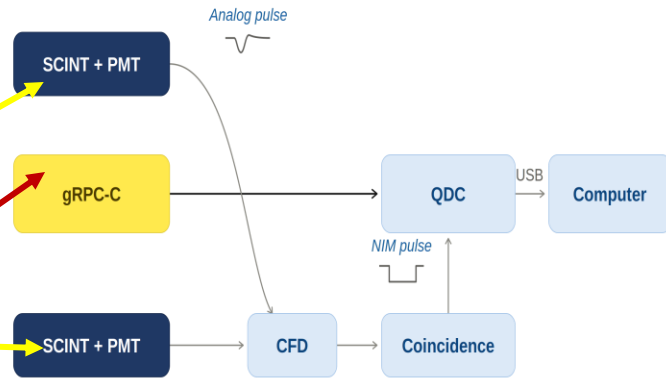 Analog pulse
SCINT + PMT
gRPC-C
QDC
USB
Computer
NIM pulse
SCINT + PMT
CFD
Coincidence